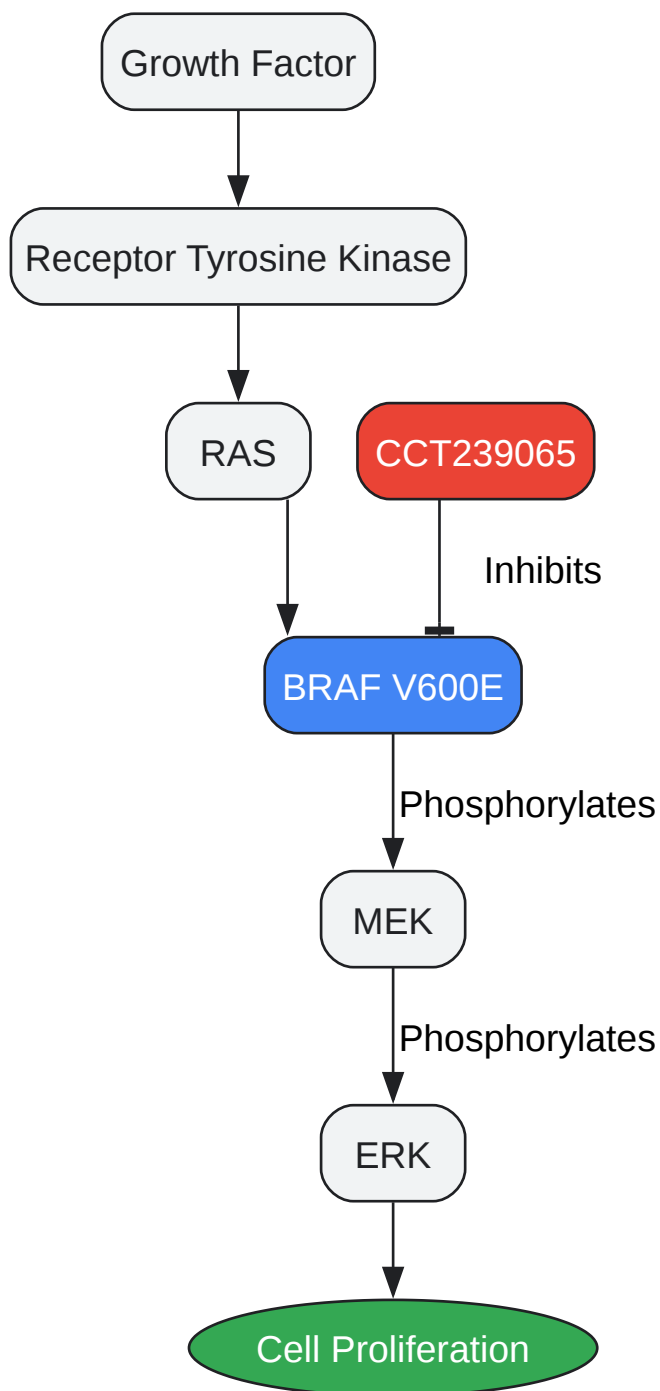 Growth Factor
Receptor Tyrosine Kinase
RAS
CCT239065
Inhibits
BRAF V600E
Phosphorylates
MEK
Phosphorylates
ERK
Cell Proliferation